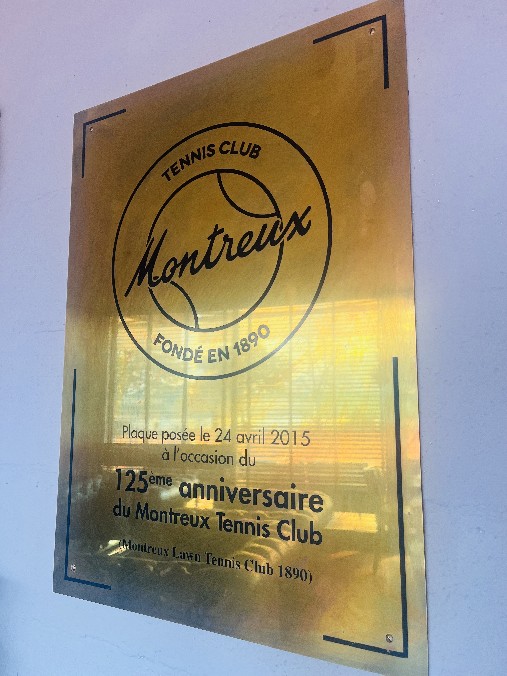 TENNIS CLUB
Montreux
FONDÉ EN 1890
Plaque posée le 24 avril 2015
à l'occasion du
125ème anniversaire
du Montreux Tennis Club
(Montreux Lawn Tennis Club 1890)